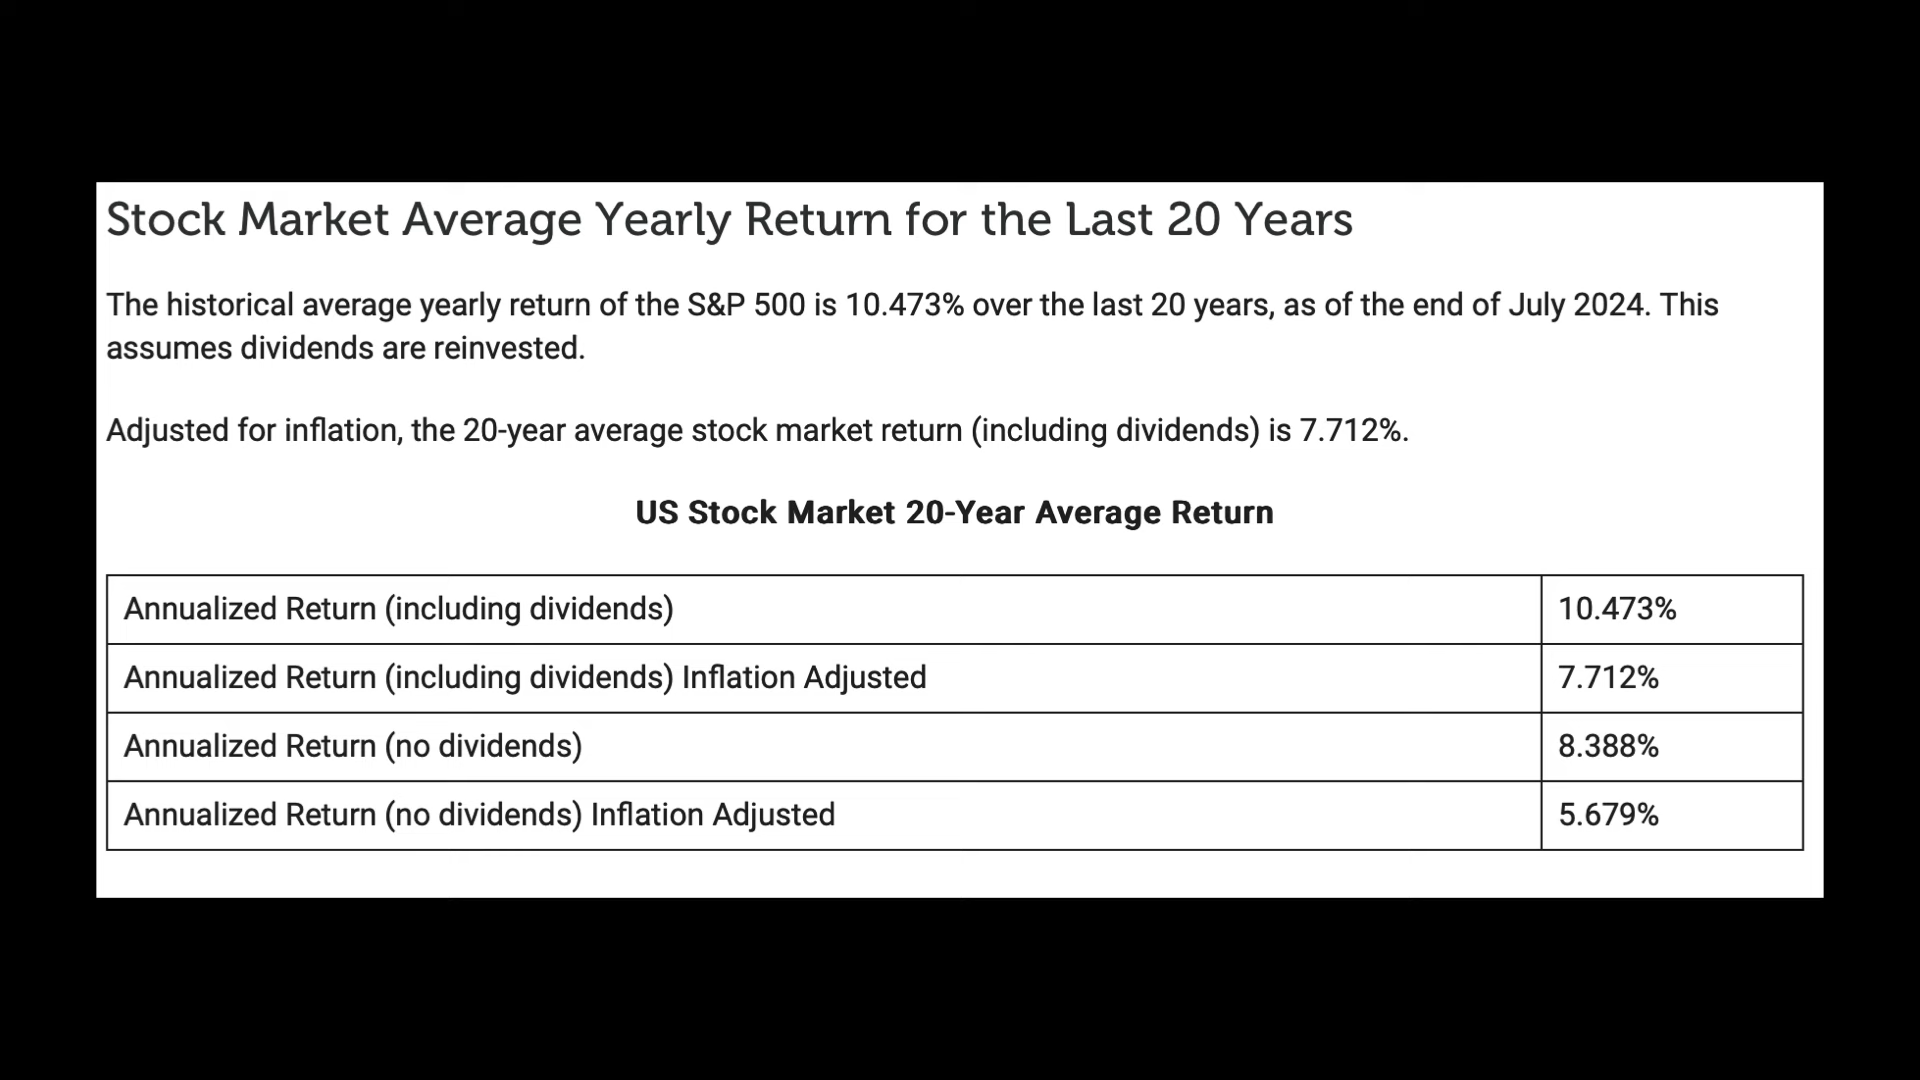 Stock Market Average Yearly Return for the Last 20 Years
The historical average yearly return of the S&P 500 is 10.473% over the last 20 years, as of the end of July 2024. This
assumes dividends are reinvested.
Adjusted for inflation, the 20-year average stock market return (including dividends) is 7.712%.
US Stock Market 20-Year Average Return
Annualized Return (including dividends) 10.473%
Annualized Return (including dividends) Inflation Adjusted 7.712%
Annualized Return (no dividends) 8.388%
Annualized Return (no dividends) Inflation Adjusted 5.679%